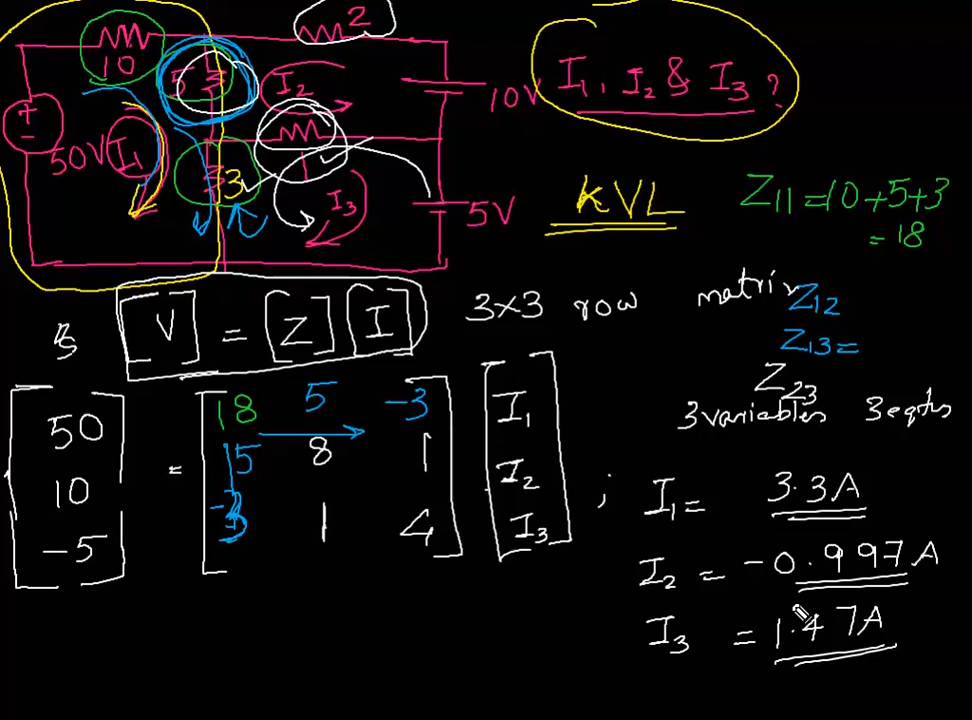 2
10
5
I2
10V
I1, I2 & I3 ?
50V
I1
3
I3
5V
KVL
Z11 = 10+5+3
= 18
[V] = [Z] [I]
3×3 row matrix
Z12
Z13 =
Z23
3 variables 3 eqts
50
10
-5
=
18 5 -3
5 8 1
-3 1 4
I1
I2
I3
;
I1 = 3.3A
I2 = -0.997A
I3 = 1.47A